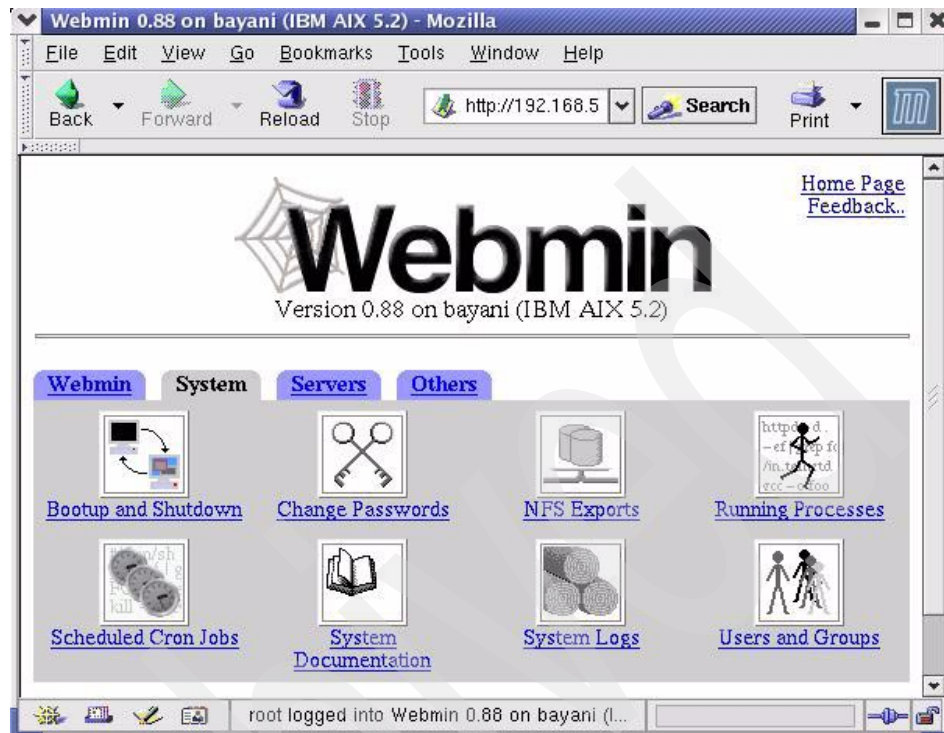 Webmin 0.88 on bayani (IBM AIX 5.2) - Mozilla
File Edit View Go Bookmarks Tools Window Help
Back Forward Reload Stop http://192.168.5 Search Print
Home Page
Feedback..
Webmin
Version 0.88 on bayani (IBM AIX 5.2)
Webmin System Servers Others
Bootup and Shutdown Change Passwords NFS Exports Running Processes
Scheduled Cron Jobs System Documentation System Logs Users and Groups
root logged into Webmin 0.88 on bayani (I...